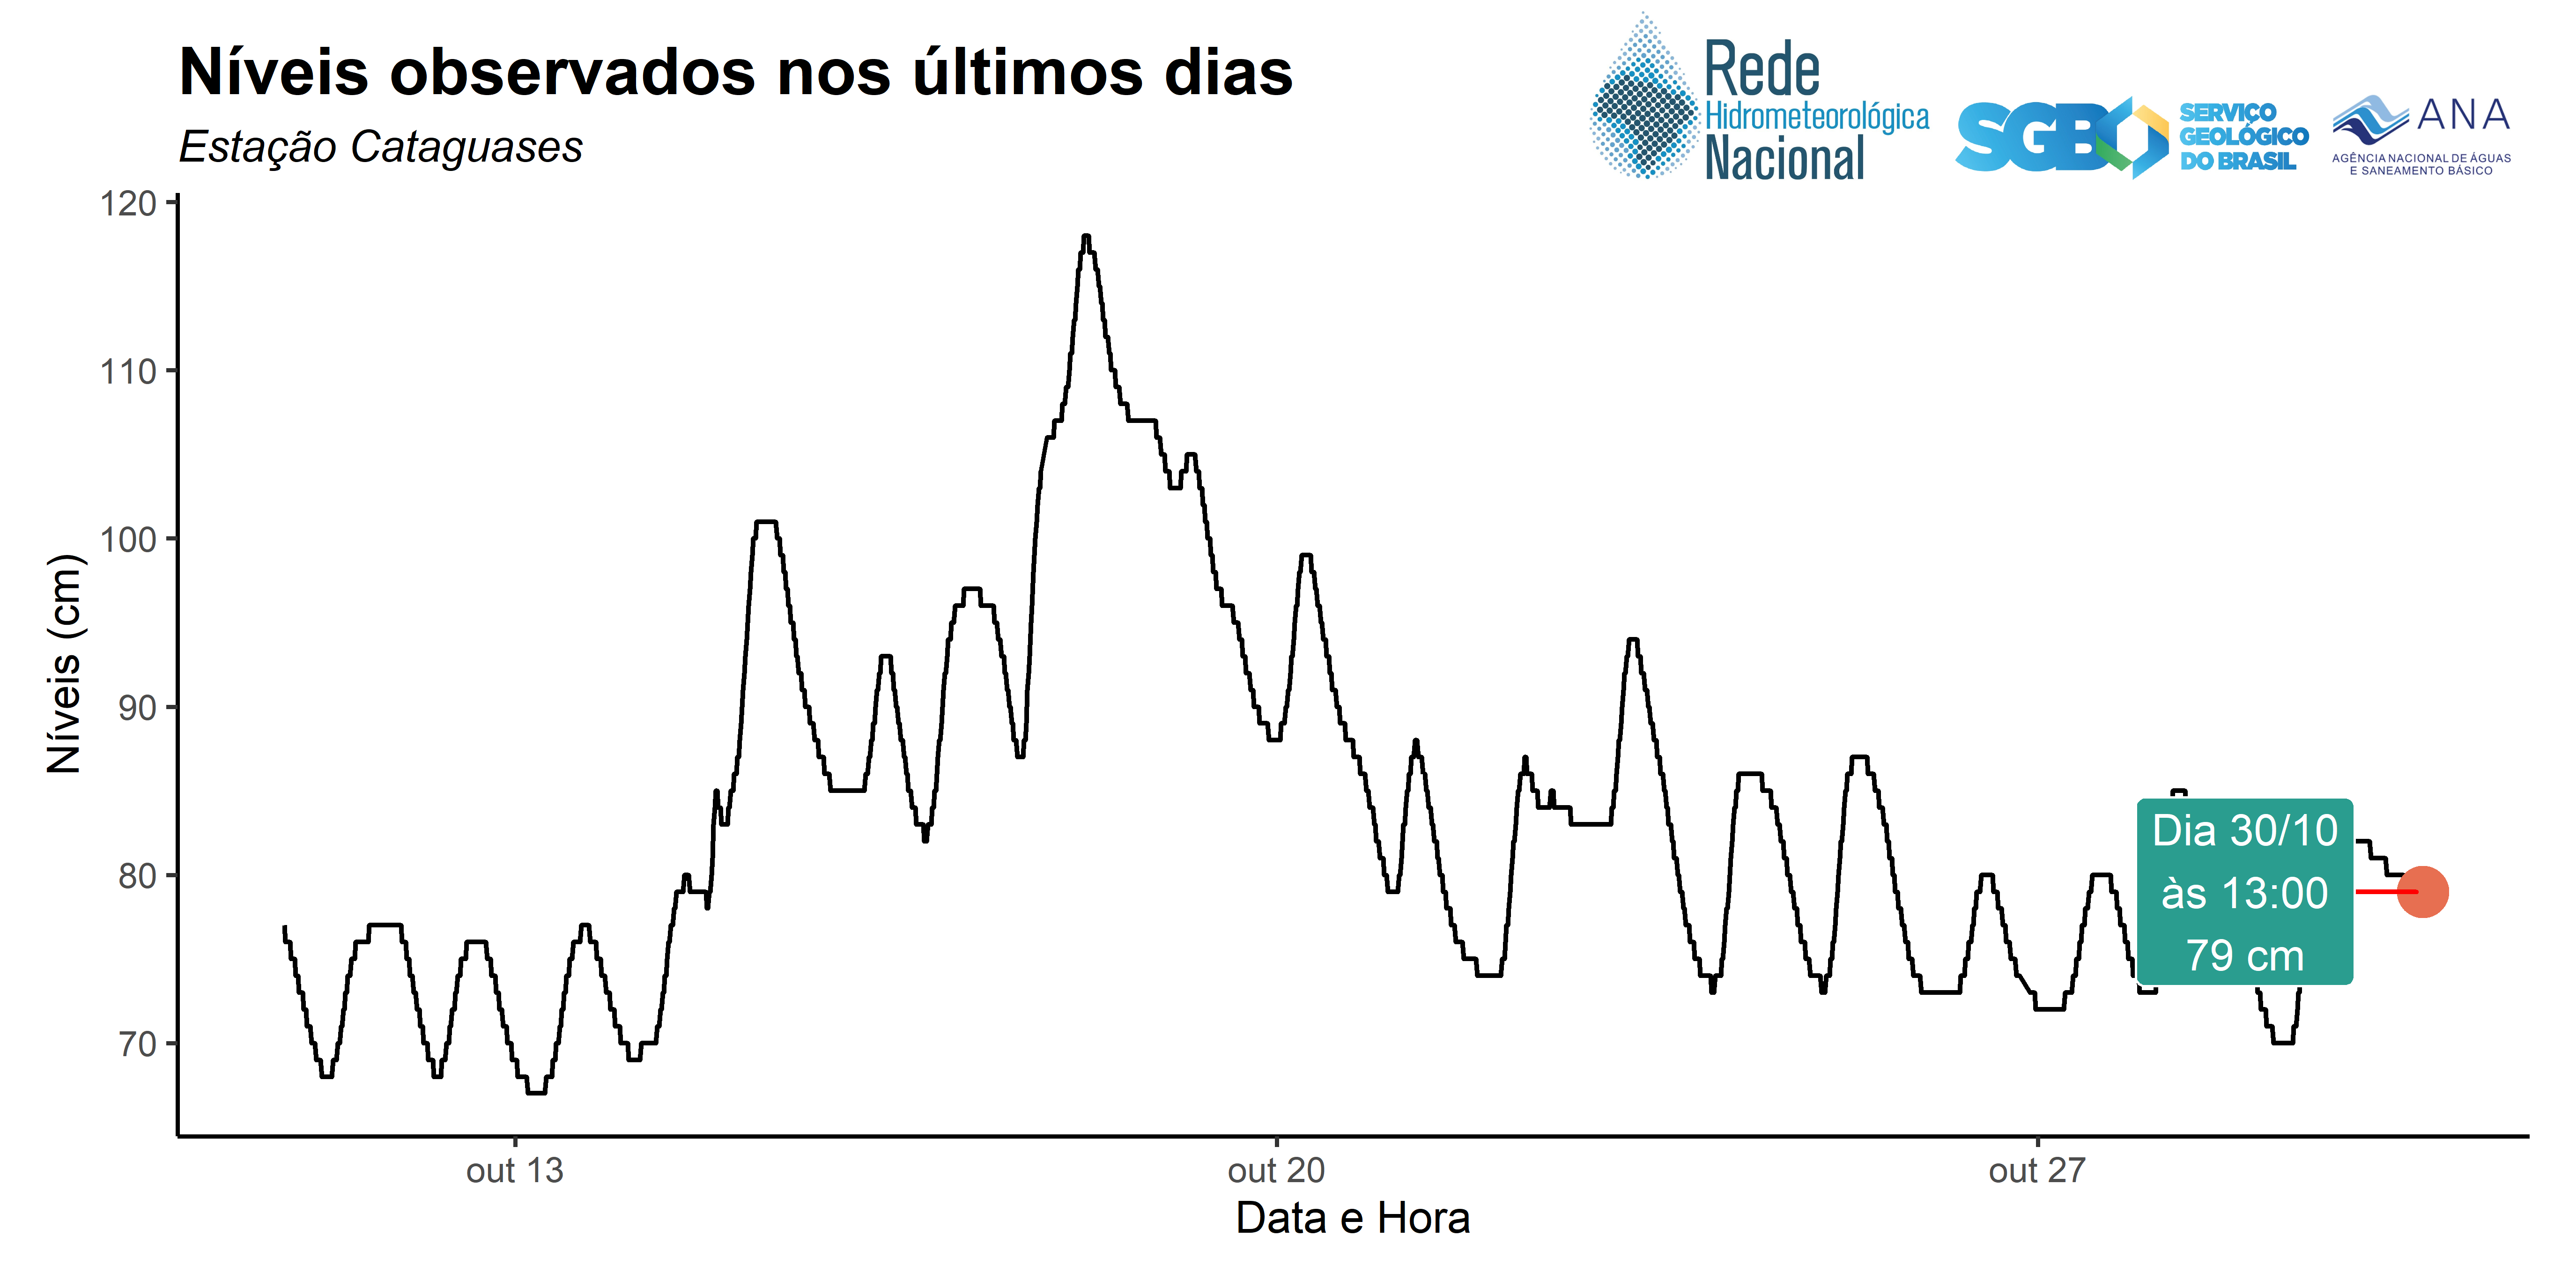 Níveis observados nos últimos dias
Estação Cataguases
Rede
Hidrometeorológica
Nacional
SGB
SERVIÇO
GEOLÓGICO
DO BRASIL
ANA
AGÊNCIA NACIONAL DE ÁGUAS
E SANEAMENTO BÁSICO
Níveis (cm)
120
110
100
90
80
70
Dia 30/10
às 13:00
79 cm
out 13
out 20
out 27
Data e Hora